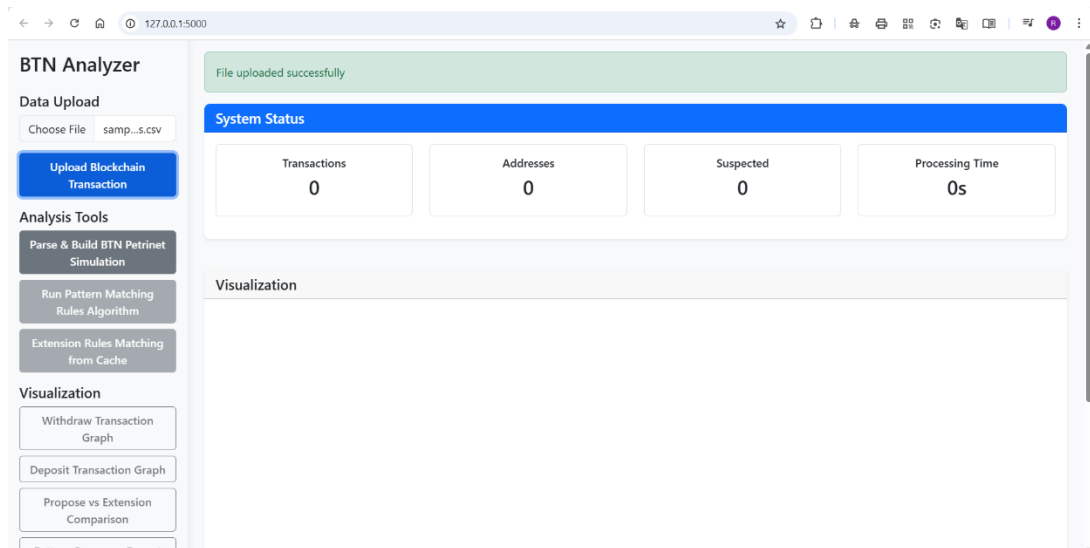 127.0.0.1:5000
R
BTN Analyzer
Data Upload
Choose File samp...s.csv
Upload Blockchain
Transaction
Analysis Tools
Parse & Build BTN Petrinet
Simulation
Run Pattern Matching
Rules Algorithm
Extension Rules Matching
from Cache
Visualization
Withdraw Transaction
Graph
Deposit Transaction Graph
Propose vs Extension
Comparison
File uploaded successfully
System Status
Transactions
0
Addresses
0
Suspected
0
Processing Time
0s
Visualization